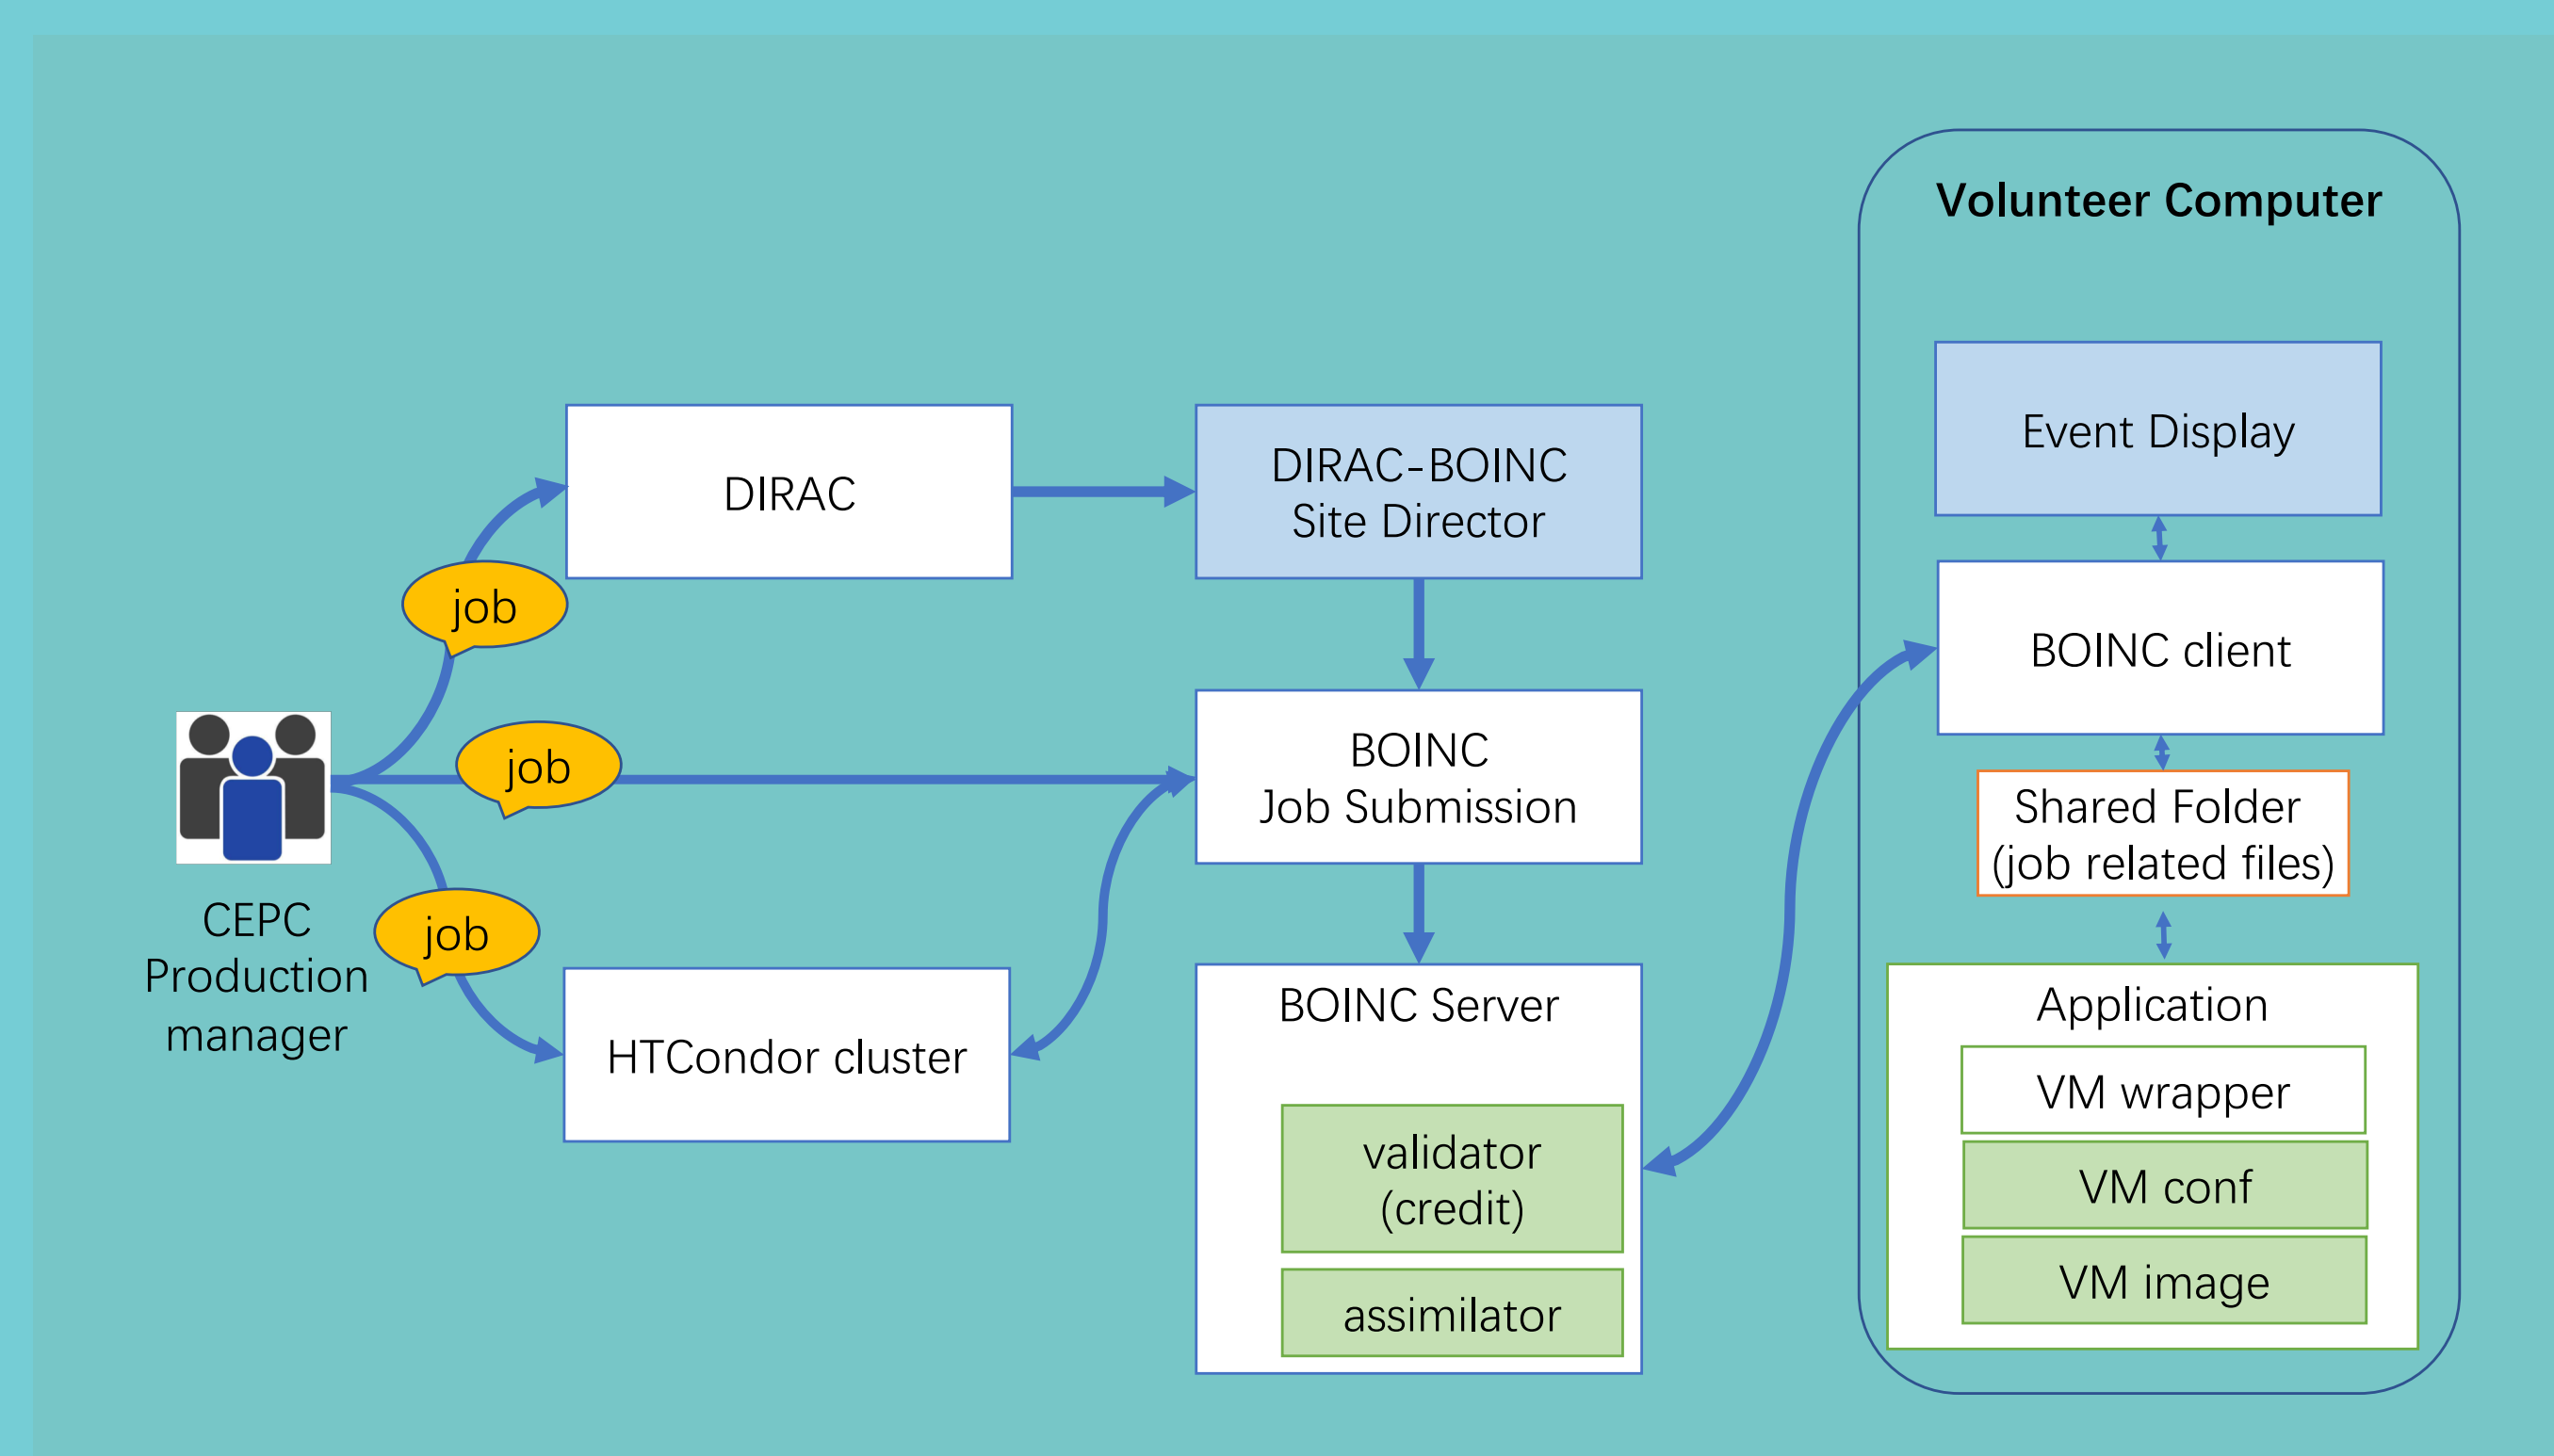 Volunteer Computer
Event Display
DIRAC
DIRAC-BOINC
Site Director
job
BOINC client
job
BOINC
Job Submission
Shared Folder
(job related files)
job
CEPC
Production
manager
HTCondor cluster
BOINC Server
validator
(credit)
assimilator
Application
VM wrapper
VM conf
VM image